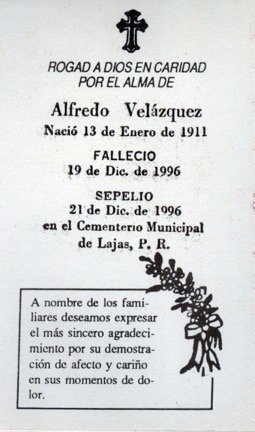 ROGAD A DIOS EN CARIDAD
POR EL ALMA DE
Alfredo Velázquez
Nació 13 de Enero de 1911
FALLECIO
19 de Dic. de 1996
SEPELIO
21 de Dic. de 1996
en el Cementerio Municipal
de Lajas, P. R.
A nombre de los fami-
liares deseamos expresar
el más sincero agradeci-
miento por su demostra-
ción de afecto y cariño
en sus momentos de do-
lor.